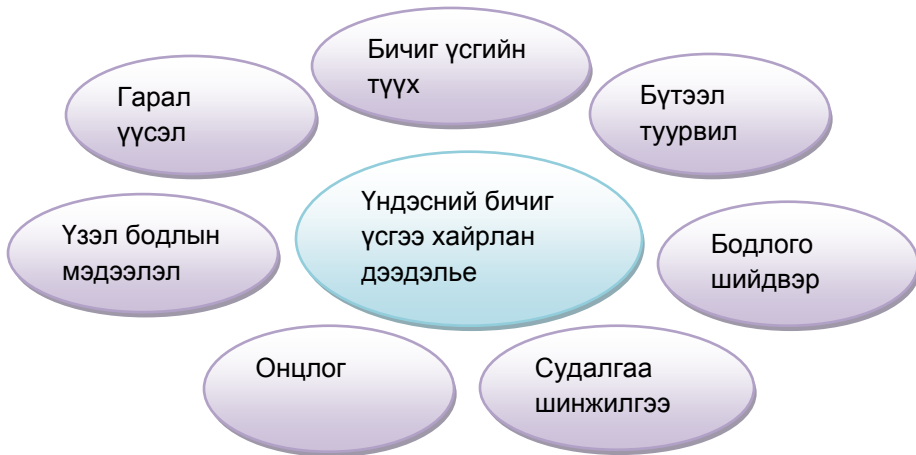 Бичиг үсгийн
түүх
Гарал
үүсэл
Бүтээл
туурвил
Үндэсний бичиг
үсгээ хайрлан
дээдэлье
Үзэл бодлын
мэдээлэл
Бодлого
шийдвэр
Онцлог
Судалгаа
шинжилгээ